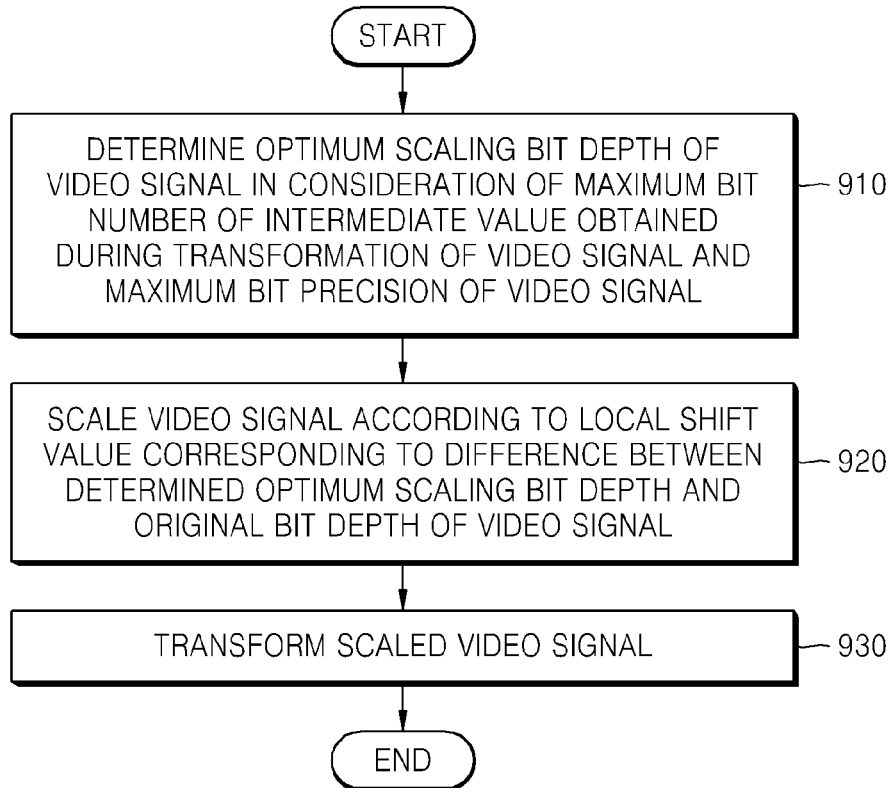 START
DETERMINE OPTIMUM SCALING BIT DEPTH OF
VIDEO SIGNAL IN CONSIDERATION OF MAXIMUM BIT
NUMBER OF INTERMEDIATE VALUE OBTAINED
DURING TRANSFORMATION OF VIDEO SIGNAL AND
MAXIMUM BIT PRECISION OF VIDEO SIGNAL
910
SCALE VIDEO SIGNAL ACCORDING TO LOCAL SHIFT
VALUE CORRESPONDING TO DIFFERENCE BETWEEN
DETERMINED OPTIMUM SCALING BIT DEPTH AND
ORIGINAL BIT DEPTH OF VIDEO SIGNAL
920
TRANSFORM SCALED VIDEO SIGNAL
930
END